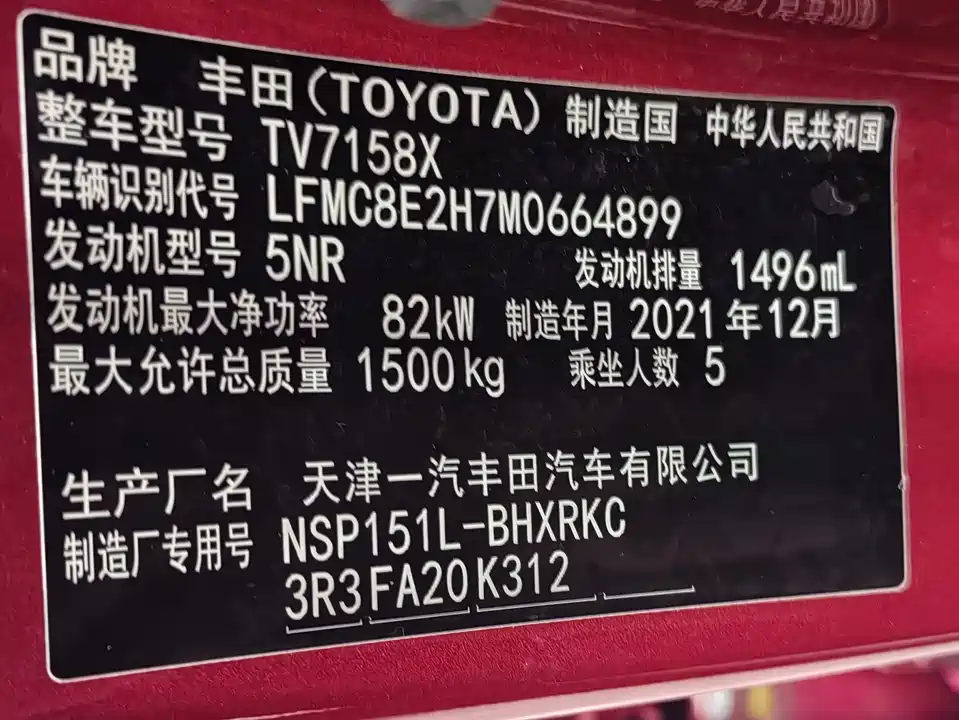 品牌 丰田(TOYOTA) 制造国 中华人民共和国
整车型号 TV7158X
车辆识别代号 LFMC8E2H7M0664899
发动机型号 5NR 发动机排量 1496mL
发动机最大净功率 82kW 制造年月 2021年12月
最大允许总质量 1500kg 乘坐人数 5
生产厂名 天津一汽丰田汽车有限公司
制造厂专用号 NSP151L-BHXRKC
3R3 FA20 K312